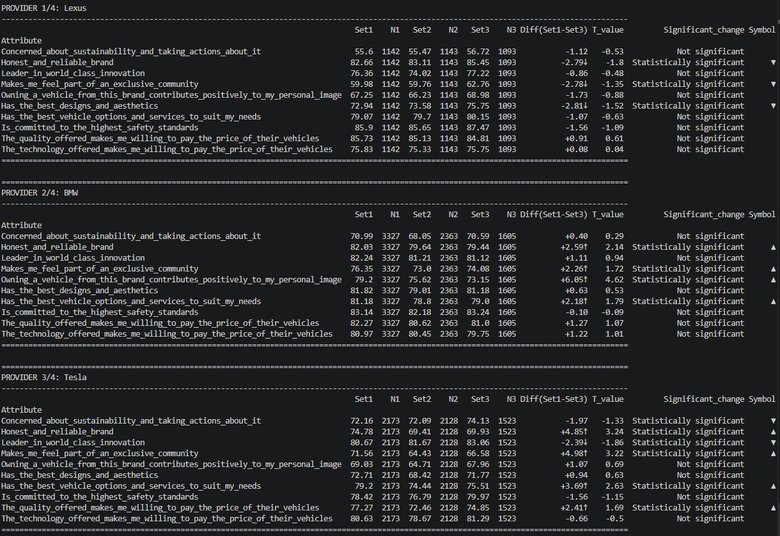 PROVIDER 1/4: Lexus
Set1 N1 Set2 N2 Set3 N3 Diff(Set1-Set3) T_value Significant_change Symbol
Attribute
Concerned_about_sustainability_and_taking_actions_about_it 55.6 1142 55.47 1143 56.72 1093 -1.12 -0.53 Not significant
Honest_and_reliable_brand 82.66 1142 83.11 1143 85.45 1093 -2.79↓ -1.8 Statistically significant ▼
Leader_in_world_class_innovation 76.36 1142 74.02 1143 77.22 1093 -0.86 -0.48 Not significant
Makes_me_feel_part_of_an_exclusive_community 59.98 1142 59.76 1143 62.76 1093 -2.78↓ -1.35 Statistically significant ▼
Owning_a_vehicle_from_this_brand_contributes_positively_to_my_personal_image 67.25 1142 66.23 1143 68.98 1093 -1.73 -0.88 Not significant
Has_the_best_designs_and_aesthetics 72.94 1142 73.58 1143 75.75 1093 -2.81↓ -1.52 Statistically significant ▼
Has_the_best_vehicle_options_and_services_to_suit_my_needs 79.07 1142 79.7 1143 80.15 1093 -1.07 -0.63 Not significant
Is_committed_to_the_highest_safety_standards 85.9 1142 85.65 1143 87.47 1093 -1.56 -1.09 Not significant
The_quality_offered_makes_me_willing_to_pay_the_price_of_their_vehicles 85.73 1142 85.13 1143 84.81 1093 +0.91 0.61 Not significant
The_technology_offered_makes_me_willing_to_pay_the_price_of_their_vehicles 75.83 1142 75.33 1143 75.75 1093 +0.08 0.04 Not significant
PROVIDER 2/4: BMW
Set1 N1 Set2 N2 Set3 N3 Diff(Set1-Set3) T_value Significant_change Symbol
Attribute
Concerned_about_sustainability_and_taking_actions_about_it 70.99 3327 68.05 2363 70.59 1605 +0.40 0.29 Not significant
Honest_and_reliable_brand 82.03 3327 79.64 2363 79.44 1605 +2.59↑ 2.14 Statistically significant ▲
Leader_in_world_class_innovation 82.24 3327 81.21 2363 81.12 1605 +1.11 0.94 Not significant
Makes_me_feel_part_of_an_exclusive_community 76.35 3327 73.0 2363 74.08 1605 +2.26↑ 1.72 Statistically significant ▲
Owning_a_vehicle_from_this_brand_contributes_positively_to_my_personal_image 79.2 3327 75.62 2363 73.15 1605 +6.05↑ 4.62 Statistically significant ▲
Has_the_best_designs_and_aesthetics 81.82 3327 79.01 2363 81.18 1605 +0.63 0.53 Not significant
Has_the_best_vehicle_options_and_services_to_suit_my_needs 81.18 3327 78.8 2363 79.0 1605 +2.18↑ 1.79 Statistically significant ▲
Is_committed_to_the_highest_safety_standards 83.14 3327 82.18 2363 83.24 1605 -0.10 -0.09 Not significant
The_quality_offered_makes_me_willing_to_pay_the_price_of_their_vehicles 82.27 3327 80.62 2363 81.0 1605 +1.27 1.07 Not significant
The_technology_offered_makes_me_willing_to_pay_the_price_of_their_vehicles 80.97 3327 80.45 2363 79.75 1605 +1.22 1.01 Not significant
PROVIDER 3/4: Tesla
Set1 N1 Set2 N2 Set3 N3 Diff(Set1-Set3) T_value Significant_change Symbol
Attribute
Concerned_about_sustainability_and_taking_actions_about_it 72.16 2173 72.09 2128 74.13 1523 -1.97 -1.33 Statistically significant ▼
Honest_and_reliable_brand 74.78 2173 69.41 2128 69.93 1523 +4.85↑ 3.24 Statistically significant ▲
Leader_in_world_class_innovation 80.67 2173 81.67 2128 83.06 1523 -2.39↓ -1.86 Statistically significant ▼
Makes_me_feel_part_of_an_exclusive_community 71.56 2173 64.43 2128 66.58 1523 +4.98↑ 3.22 Statistically significant ▲
Owning_a_vehicle_from_this_brand_contributes_positively_to_my_personal_image 69.03 2173 64.71 2128 67.96 1523 +1.07 0.69 Not significant
Has_the_best_designs_and_aesthetics 72.71 2173 68.42 2128 71.77 1523 +0.94 0.63 Not significant
Has_the_best_vehicle_options_and_services_to_suit_my_needs 79.2 2173 74.44 2128 75.51 1523 +3.69↑ 2.63 Statistically significant ▲
Is_committed_to_the_highest_safety_standards 78.42 2173 76.79 2128 79.97 1523 -1.56 -1.15 Not significant
The_quality_offered_makes_me_willing_to_pay_the_price_of_their_vehicles 77.27 2173 72.46 2128 74.85 1523 +2.41↑ 1.69 Statistically significant ▲
The_technology_offered_makes_me_willing_to_pay_the_price_of_their_vehicles 80.63 2173 78.67 2128 81.29 1523 -0.66 -0.5 Not significant